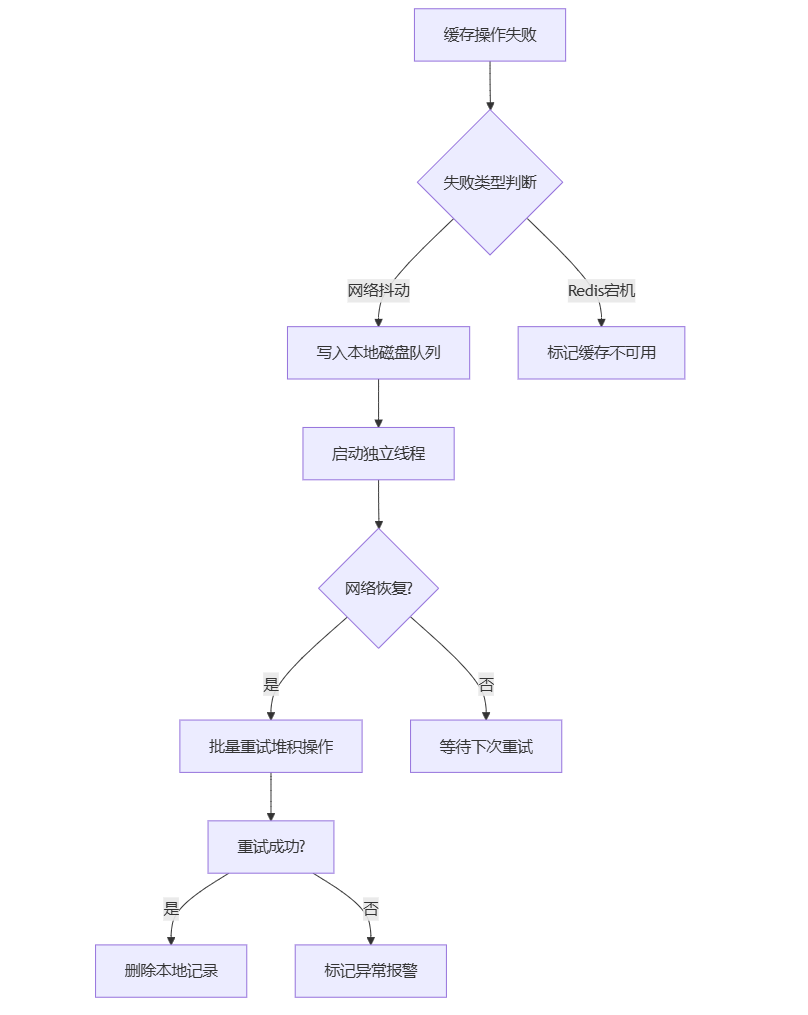 缓存操作失败
失败类型判断
网络抖动
Redis宕机
写入本地磁盘队列
标记缓存不可用
启动独立线程
网络恢复?
是
否
批量重试堆积操作
等待下次重试
重试成功?
是
否
删除本地记录
标记异常报警